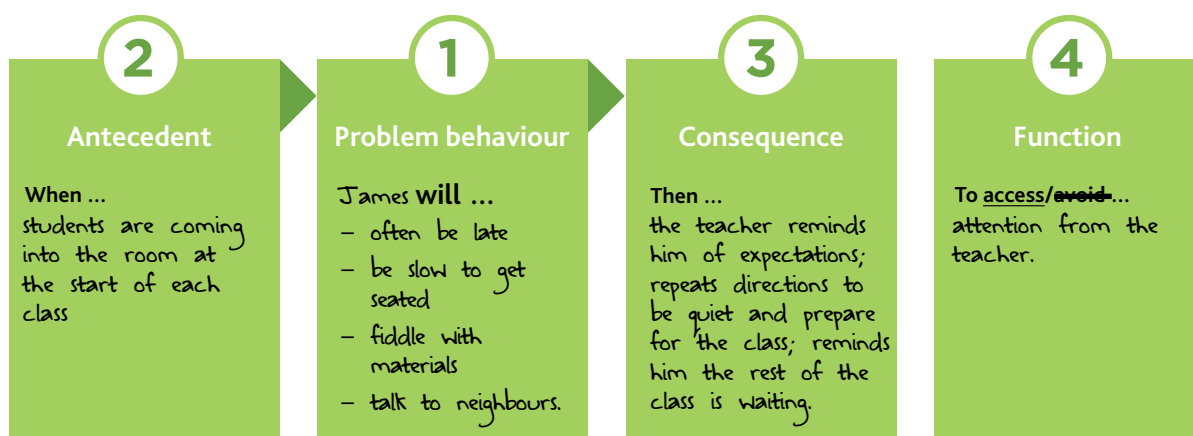 2
Antecedent
When ...
students are coming
into the room at
the start of each
class
1
Problem behaviour
James will ...
– often be late
– be slow to get
seated
– fiddle with
materials
– talk to neighbours.
3
Consequence
Then ...
the teacher reminds
him of expectations;
repeats directions to
be quiet and prepare
for the class; reminds
him the rest of the
class is waiting.
4
Function
To access/avoid ...
attention from the
teacher.